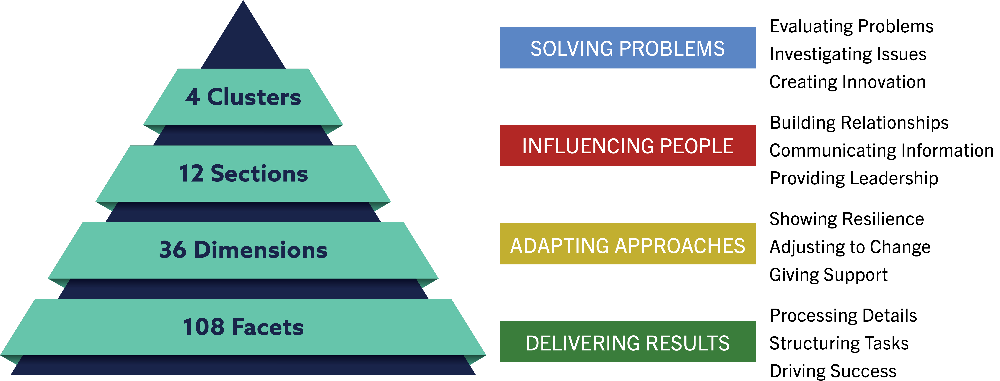 4 Clusters
12 Sections
36 Dimensions
108 Facets
SOLVING PROBLEMS
Evaluating Problems
Investigating Issues
Creating Innovation
INFLUENCING PEOPLE
Building Relationships
Communicating Information
Providing Leadership
ADAPTING APPROACHES
Showing Resilience
Adjusting to Change
Giving Support
DELIVERING RESULTS
Processing Details
Structuring Tasks
Driving Success